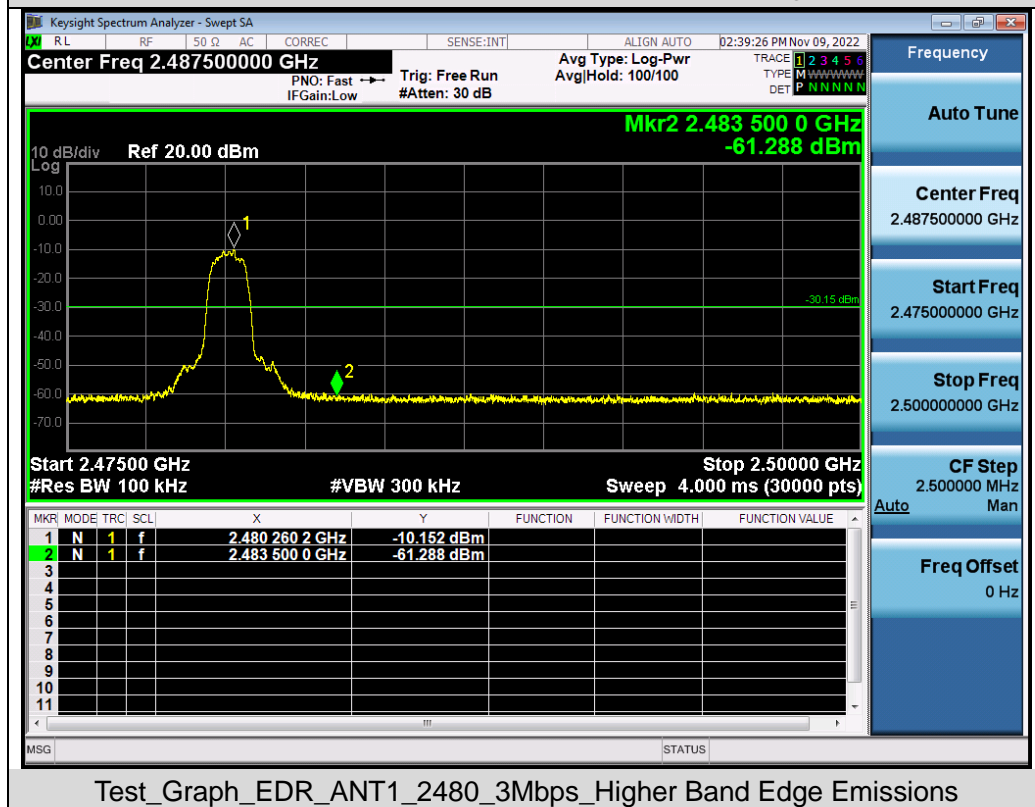 Keysight Spectrum Analyzer - Swept SA
LXI RL RF 50 Ω AC CORREC SENSE:INT ALIGN AUTO 02:39:26 PM Nov 09, 2022
Center Freq 2.487500000 GHz
PNO: Fast
IFGain:Low
Trig: Free Run
#Atten: 30 dB
Avg Type: Log-Pwr
Avg|Hold: 100/100
TRACE 1 2 3 4 5 6
TYPE M WWWWW
DET P N N N N N
Mkr2 2.483 500 0 GHz
-61.288 dBm
10 dB/div Ref 20.00 dBm
Log
10.0
0.00
-10.0
-20.0
-30.0
-40.0
-50.0
-60.0
-70.0
1
2
-30.15 dBm
Start 2.47500 GHz Stop 2.50000 GHz
#Res BW 100 kHz #VBW 300 kHz Sweep 4.000 ms (30000 pts)
MKR MODE TRC SCL X Y FUNCTION FUNCTION WIDTH FUNCTION VALUE
1 N 1 f 2.480 260 2 GHz -10.152 dBm
2 N 1 f 2.483 500 0 GHz -61.288 dBm
3
4
5
6
7
8
9
10
11
MSG STATUS
Frequency
Auto Tune
Center Freq
2.487500000 GHz
Start Freq
2.475000000 GHz
Stop Freq
2.500000000 GHz
CF Step
2.500000 MHz
Auto Man
Freq Offset
0 Hz
Test_Graph_EDR_ANT1_2480_3Mbps_Higher Band Edge Emissions